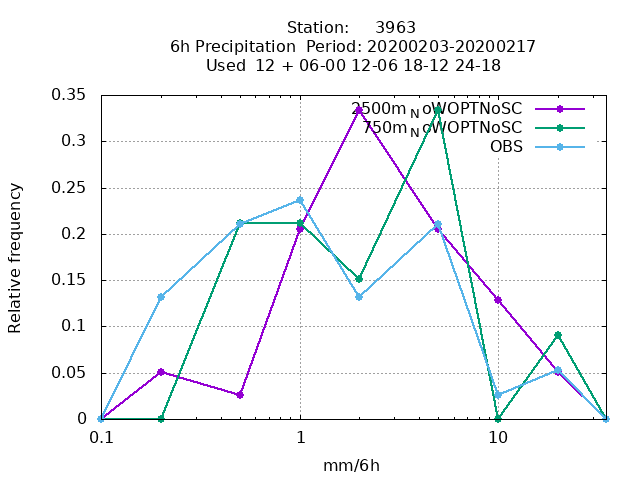 Station: 3963
6h Precipitation Period: 20200203-20200217
Used 12 + 06-00 12-06 18-12 24-18
2500m_NoWOPTNoSC
750m_NoWOPTNoSC
OBS
0.35
0.3
0.25
0.2
0.15
0.1
0.05
0
Relative frequency
0.1 1 10
mm/6h